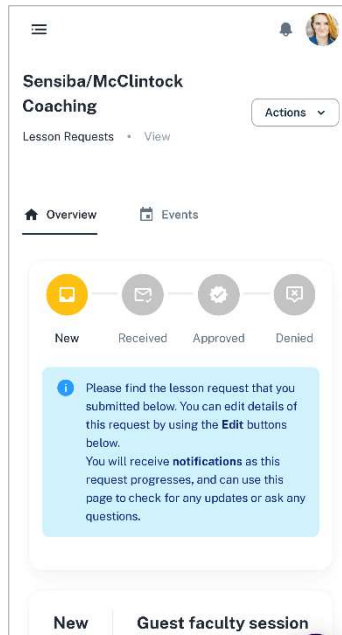 Sensiba/McClintock
Coaching
Actions
Lesson Requests • View
Overview
Events
New
Received
Approved
Denied
Please find the lesson request that you
submitted below. You can edit details of
this request by using the Edit buttons
below.
You will receive notifications as this
request progresses, and can use this
page to check for any updates or ask any
questions.
New
Guest faculty session